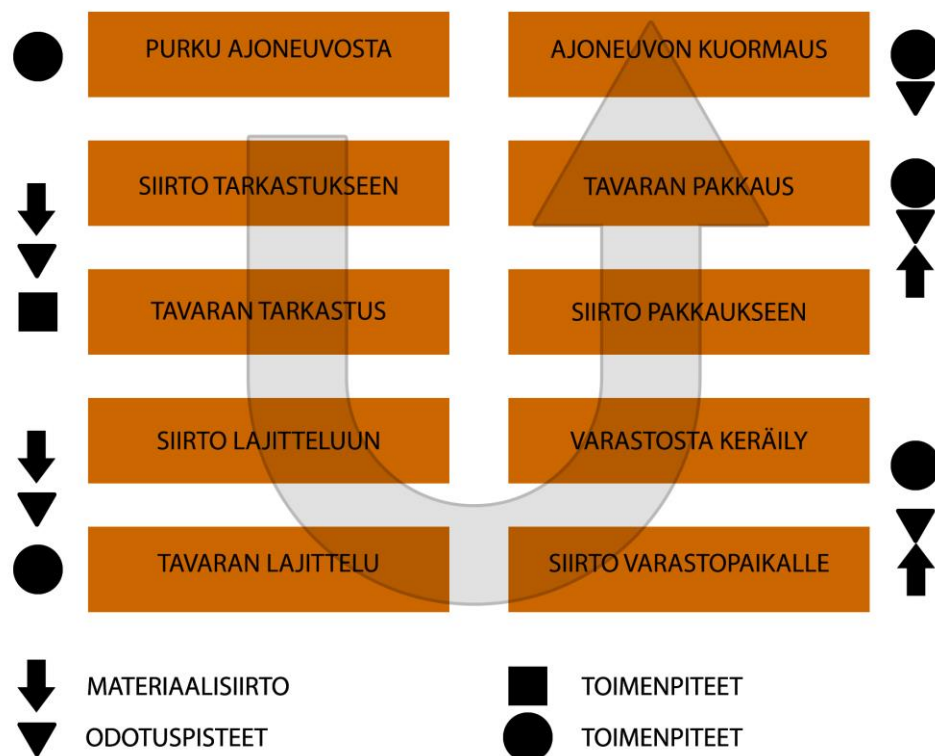 PURKU AJONEUVOSTA
SIIRTO TARKASTUKSEEN
TAVARAN TARKASTUS
SIIRTO LAJITTELUUN
TAVARAN LAJITTELU
AJONEUVON KUORMAUS
TAVARAN PAKKAUS
SIIRTO PAKKAUKSEEN
VARASTOSTA KERÄILY
SIIRTO VARASTOPAIKALLE
MATERIAALISIIRTO
ODOTUSPISTEET
TOIMENPITEET
TOIMENPITEET